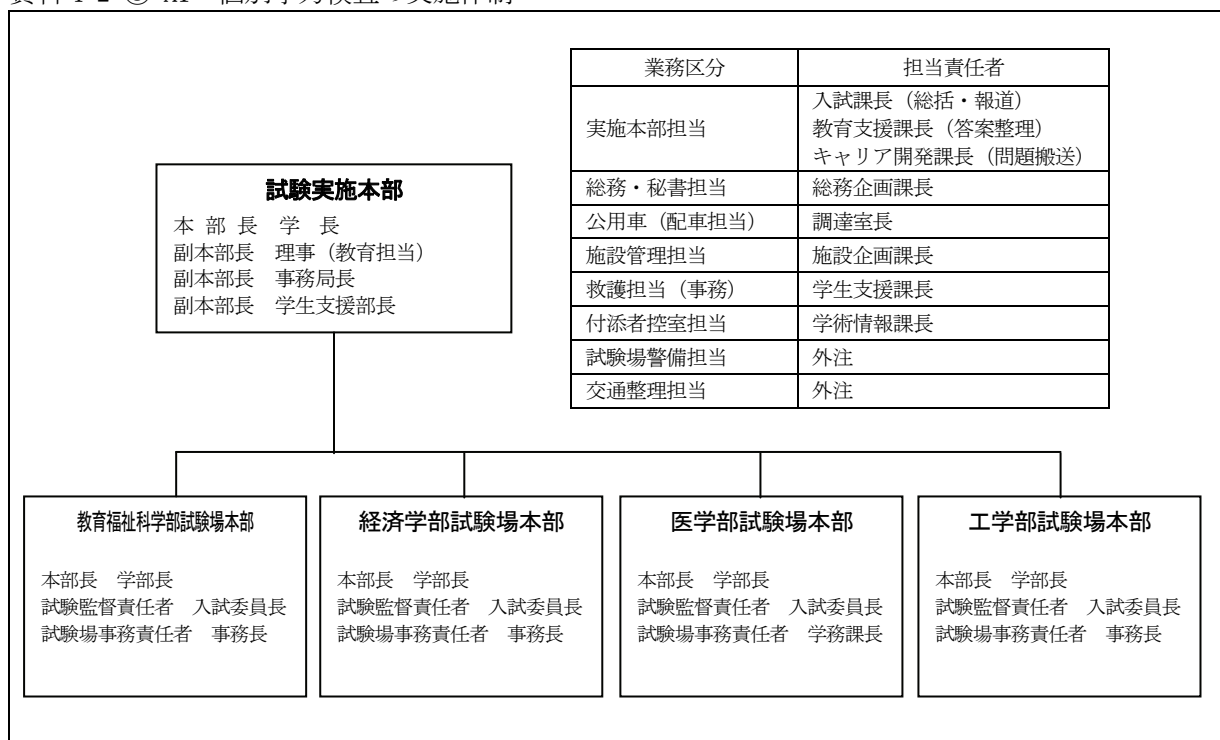 業務区分 担当責任者
実施本部担当 入試課長（総括・報道）
教育支援課長（答案整理）
キャリア開発課長（問題搬送）
総務・秘書担当 総務企画課長
公用車（配車担当） 調達室長
施設管理担当 施設企画課長
救護担当（事務） 学生支援課長
付添者控室担当 学術情報課長
試験場警備担当 外注
交通整理担当 外注
試験実施本部
本 部 長 学 長
副本部長 理事（教育担当）
副本部長 事務局長
副本部長 学生支援部長
教育福祉科学部試験場本部
本部長 学部長
試験監督責任者 入試委員長
試験場事務責任者 事務長
経済学部試験場本部
本部長 学部長
試験監督責任者 入試委員長
試験場事務責任者 事務長
医学部試験場本部
本部長 学部長
試験監督責任者 入試委員長
試験場事務責任者 学務課長
工学部試験場本部
本部長 学部長
試験監督責任者 入試委員長
試験場事務責任者 事務長